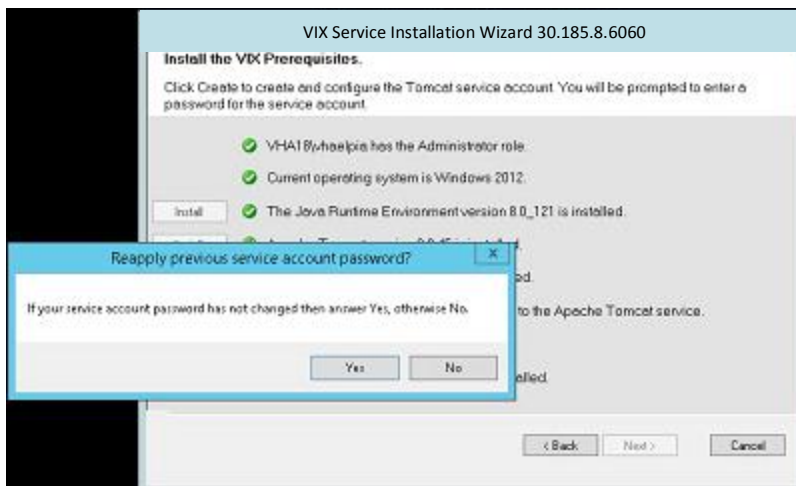 VIX Service Installation Wizard 30.185.8.6060
Install the VIX Prerequisites.
Click Create to create and configure the Tomcat service account. You will be prompted to enter a
password for the service account.
has the Administrator role.
Current operating system is Windows 2012.
Install
The Java Runtime Environment version 8.0_121 is installed.
Reapply previous service account password?
x
If your service account password has not changed then answer Yes, otherwise No.
to the Apache Tomcat service.
Yes
No
< Back
Next >
Cancel